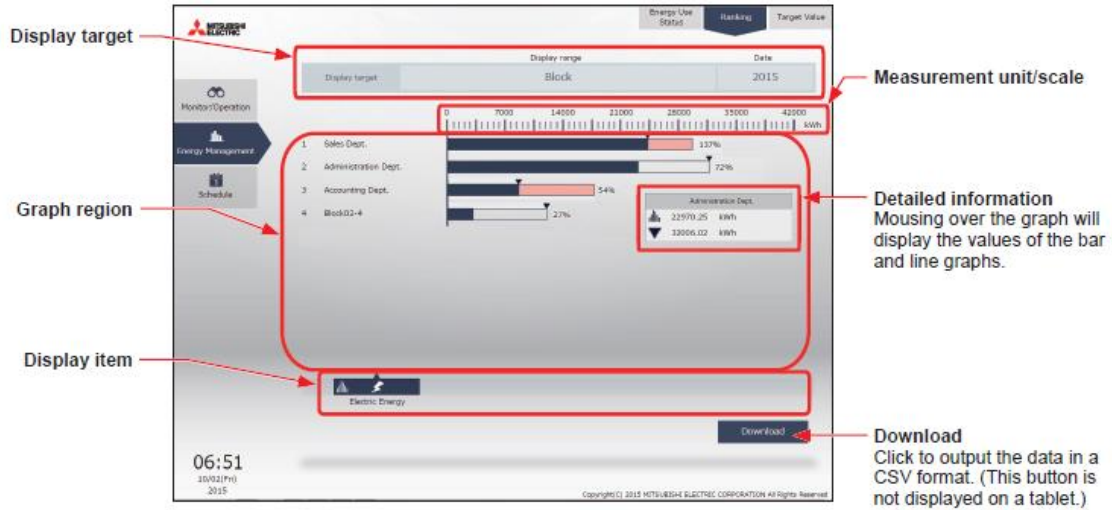 MITSUBISHI
ELECTRIC
Energy Use
Status
Ranking
Target Value
Display target
Display range
Date
Display target
Block
2015
Measurement unit/scale
Monitor/Operation
0 7000 14000 21000 28000 35000 42000
kWh
Energy Management
1 Sales Dept. 137%
2 Administration Dept. 72%
Schedule
3 Accounting Dept. 54%
4 Block02-4 27%
Administration Dept.
22970.25 kWh
32006.02 kWh
Detailed information
Mousing over the graph will
display the values of the bar
and line graphs.
Graph region
Display item
Electric Energy
Download
Download
Click to output the data in a
CSV format. (This button is
not displayed on a tablet.)
06:51
10/02(Fri)
2015
Copyright(C) 2015 MITSUBISHI ELECTRIC CORPORATION All Rights Reserved